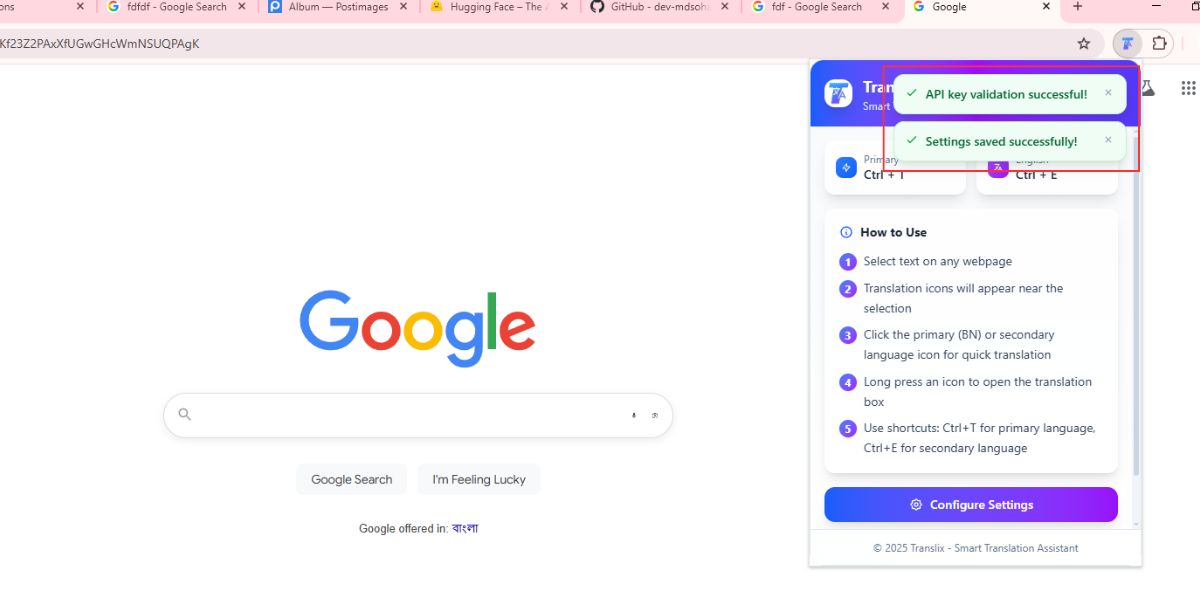 ons
fdfdf - Google Search
Album — Postimages
Hugging Face – The
GitHub - dev-mdsoh
fdf - Google Search
Google
Kf23Z2PAxXfUGwGHcWmNSUQPAgK
Tran
Smart
API key validation successful!
Settings saved successfully!
Primary
Ctrl + T
English
Ctrl + E
How to Use
1 Select text on any webpage
2 Translation icons will appear near the
selection
3 Click the primary (BN) or secondary
language icon for quick translation
4 Long press an icon to open the translation
box
5 Use shortcuts: Ctrl+T for primary language,
Ctrl+E for secondary language
Configure Settings
© 2025 Translix - Smart Translation Assistant
Google
Google Search
I'm Feeling Lucky
Google offered in: বাংলা